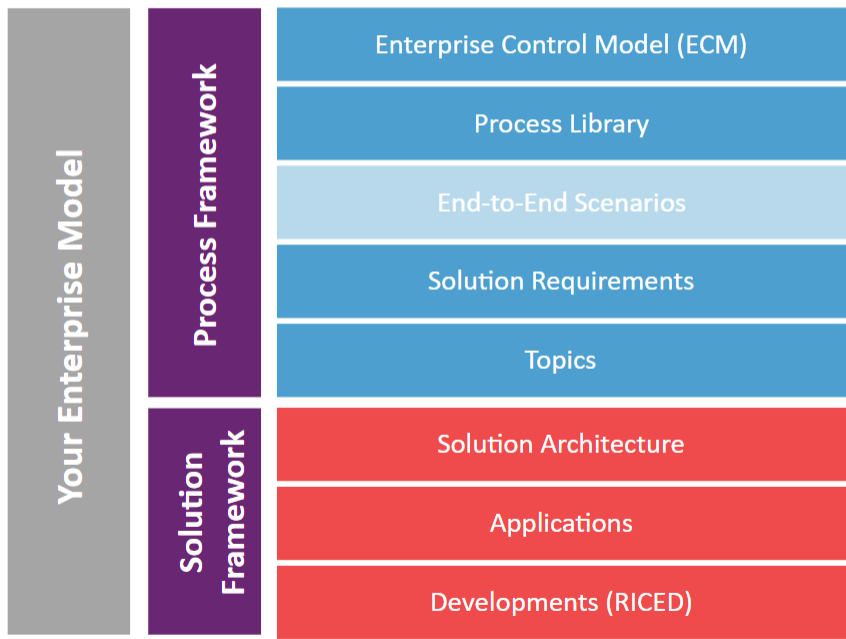 Your Enterprise Model
Process Framework
Enterprise Control Model (ECM)
Process Library
End-to-End Scenarios
Solution Requirements
Topics
Solution
Framework
Solution Architecture
Applications
Developments (RICED)